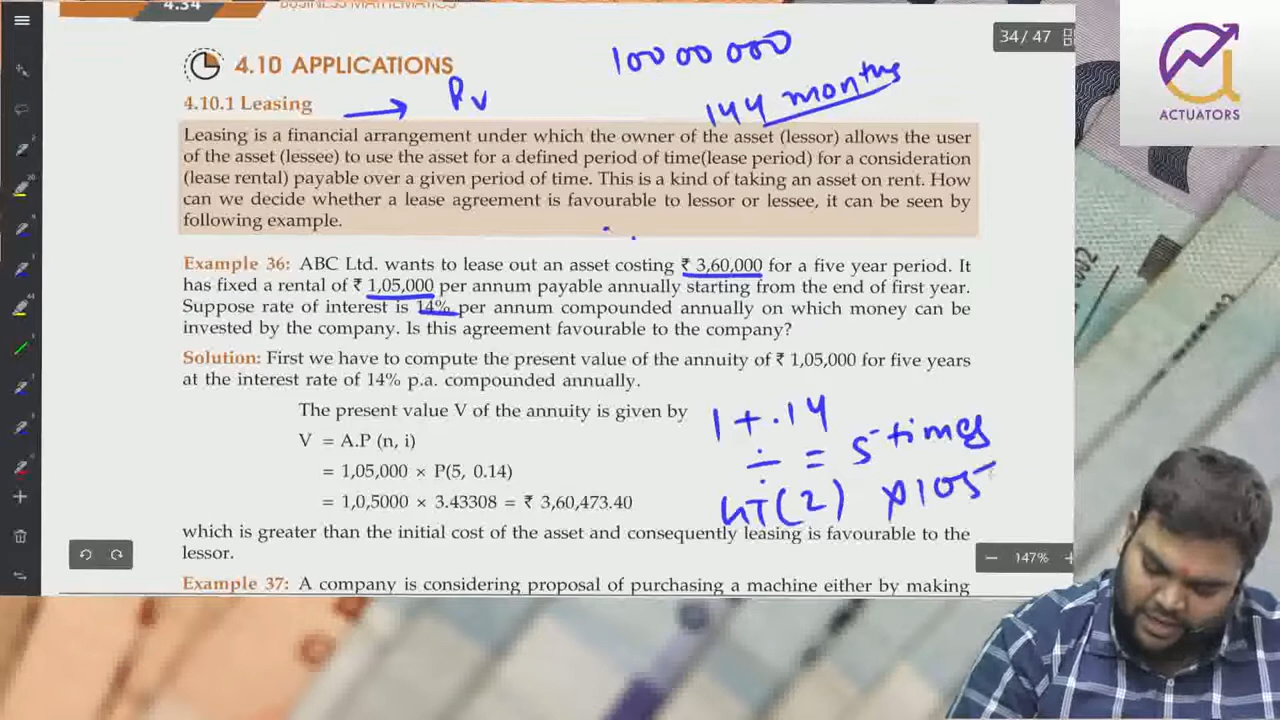 4.34
BUSINESS MATHEMATICS
34 / 47
4.10 APPLICATIONS
10000000
4.10.1 Leasing
PV
144 months
ACTUATORS
Leasing is a financial arrangement under which the owner of the asset (lessor) allows the user
of the asset (lessee) to use the asset for a defined period of time(lease period) for a consideration
(lease rental) payable over a given period of time. This is a kind of taking an asset on rent. How
can we decide whether a lease agreement is favourable to lessor or lessee, it can be seen by
following example.
Example 36: ABC Ltd. wants to lease out an asset costing ₹ 3,60,000 for a five year period. It
has fixed a rental of ₹ 1,05,000 per annum payable annually starting from the end of first year.
Suppose rate of interest is 14% per annum compounded annually on which money can be
invested by the company. Is this agreement favourable to the company?
Solution: First we have to compute the present value of the annuity of ₹ 1,05,000 for five years
at the interest rate of 14% p.a. compounded annually.
The present value V of the annuity is given by
V = A.P (n, i)
= 1,05,000 × P(5, 0.14)
= 1,0,5000 × 3.43308 = ₹ 3,60,473.40
1 + .14
÷ = 5 times
GT(2) ×105
which is greater than the initial cost of the asset and consequently leasing is favourable to the
lessor.
147%
Example 37: A company is considering proposal of purchasing a machine either by making